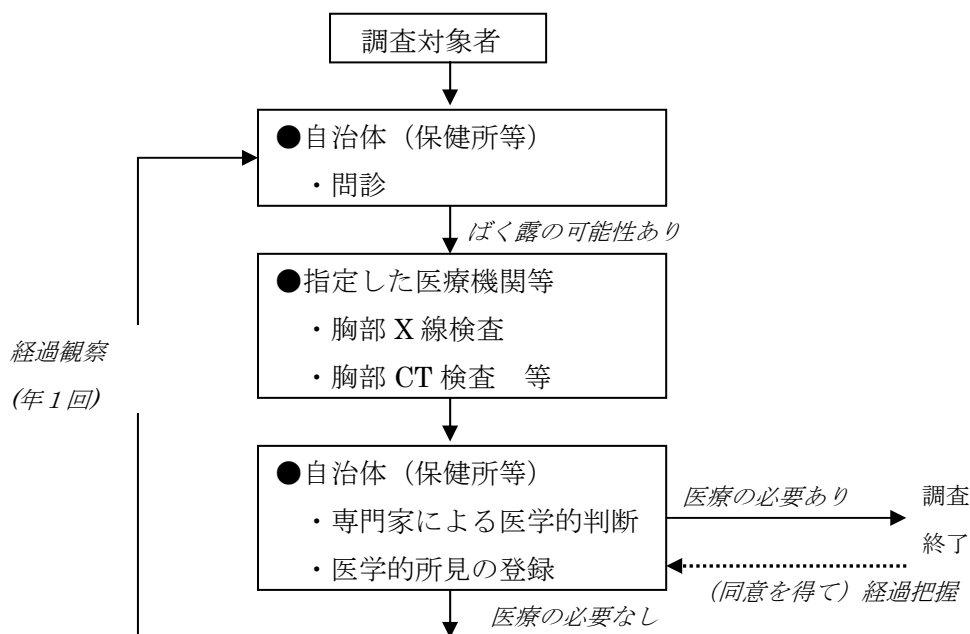 調査対象者
●自治体（保健所等）
・問診
ばく露の可能性あり
●指定した医療機関等
・胸部 X 線検査
・胸部 CT 検査　等
経過観察
(年１回)
●自治体（保健所等）
・専門家による医学的判断
・医学的所見の登録
医療の必要あり
調査
終了
（同意を得て）経過把握
医療の必要なし